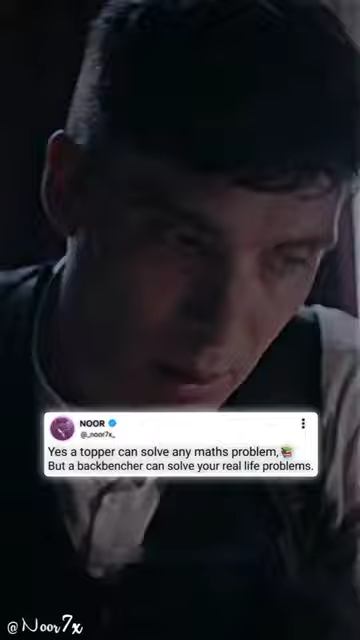 NOOR
@_noor7x_
Yes a topper can solve any maths problem,📚
But a backbencher can solve your real life problems.
@Noor7x